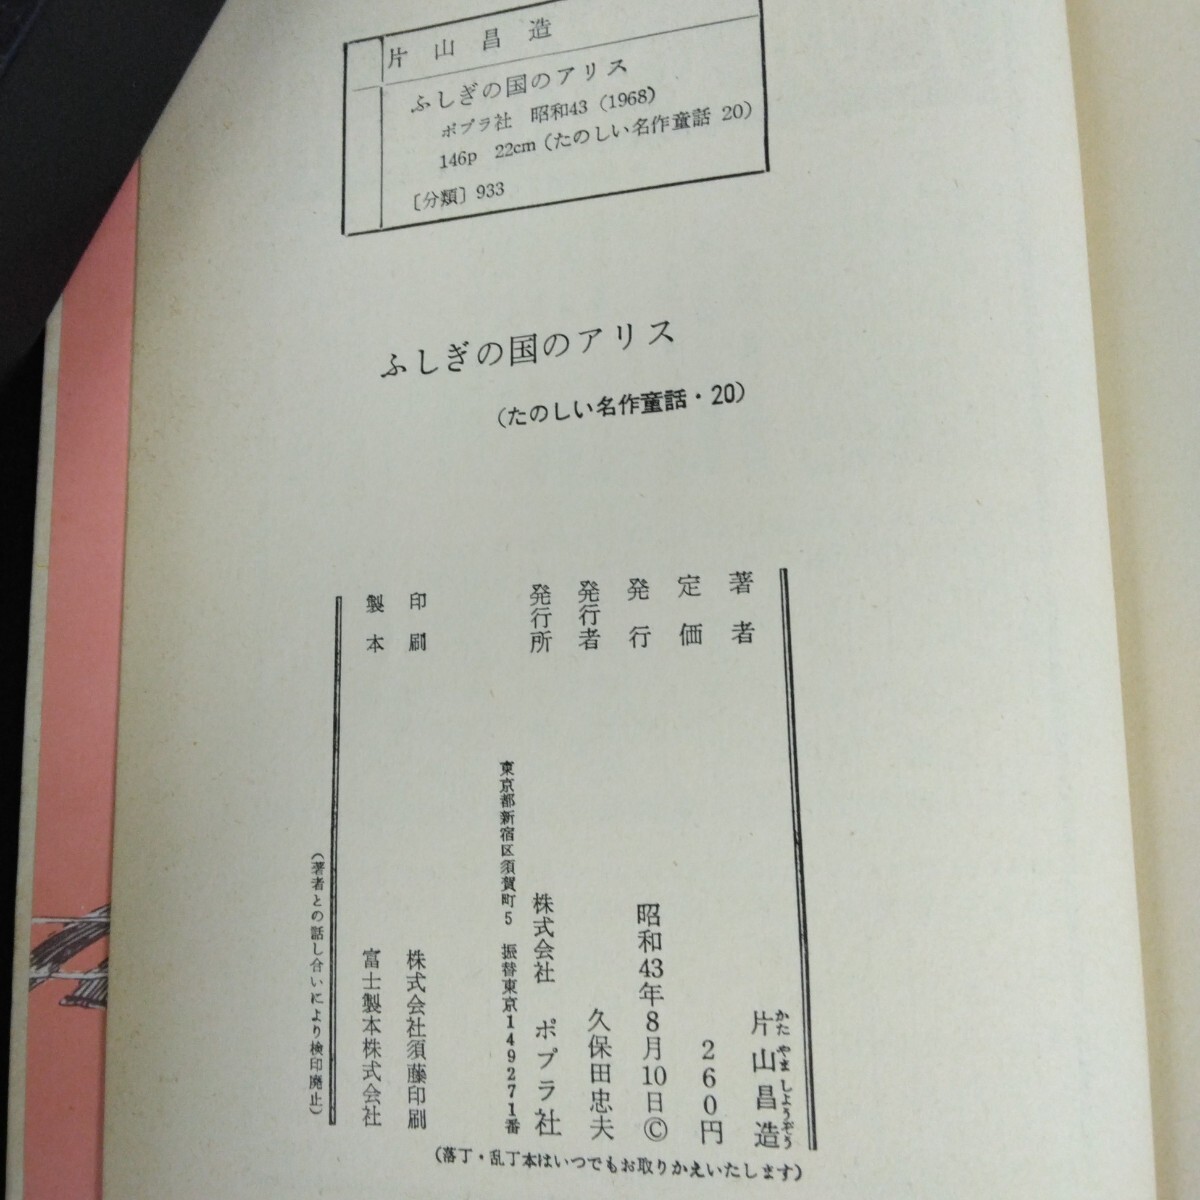 片山昌造
ふしぎの国のアリス
ポプラ社 昭和43（1968）
146p 22cm（たのしい名作童話 20）
〔分類〕933
ふしぎの国のアリス
（たのしい名作童話・20）
著者 片山昌造
かた やま しようぞう
定価 260円
発行 昭和43年8月10日©
発行者 久保田忠夫
発行所 株式会社 ポプラ社
東京都新宿区須賀町5 振替東京149271番
印刷 株式会社須藤印刷
製本 富士製本株式会社
（著者との話し合いにより検印廃止）
（落丁・乱丁本はいつでもお取りかえいたします）